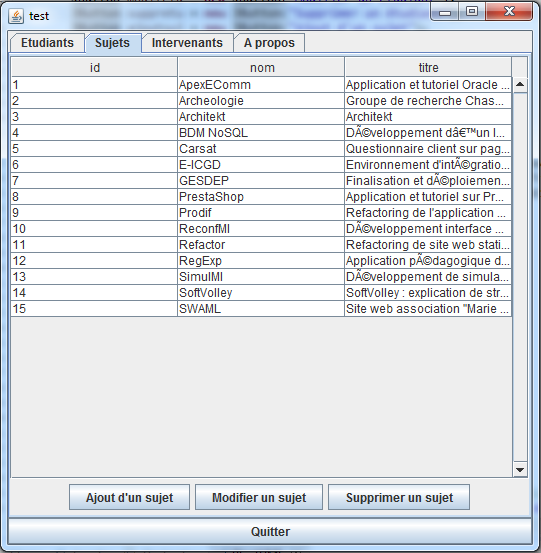 test
Etudiants Sujets Intervenants A propos
id nom titre
1 ApexEComm Application et tutoriel Oracle ...
2 Archeologie Groupe de recherche Chas...
3 Architekt Architekt
4 BDM NoSQL DÃ©veloppement dâ€™un l...
5 Carsat Questionnaire client sur pag...
6 E-ICGD Environnement d'intÃ©gratio...
7 GESDEP Finalisation et dÃ©ploiemen...
8 PrestaShop Application et tutoriel sur Pr...
9 Prodif Refactoring de l'application ...
10 ReconfMI DÃ©veloppement interface ...
11 Refactor Refactoring de site web stati...
12 RegExp Application pÃ©dagogique d...
13 SimulMI DÃ©veloppement de simula...
14 SoftVolley SoftVolley : explication de str...
15 SWAML Site web association "Marie ...
Ajout d'un sujet Modifier un sujet Supprimer un sujet
Quitter